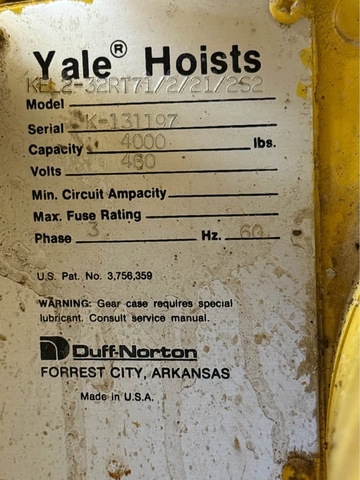 Yale® Hoists
KEL2-32RT71/2/21/2S2
Model
Serial K-131197
Capacity 4000 lbs.
Volts 460
Min. Circuit Ampacity
Max. Fuse Rating
Phase 3 Hz. 60
U.S. Pat. No. 3,756,359
WARNING: Gear case requires special
lubricant. Consult service manual.
Duff-Norton
FORREST CITY, ARKANSAS
Made in U.S.A.